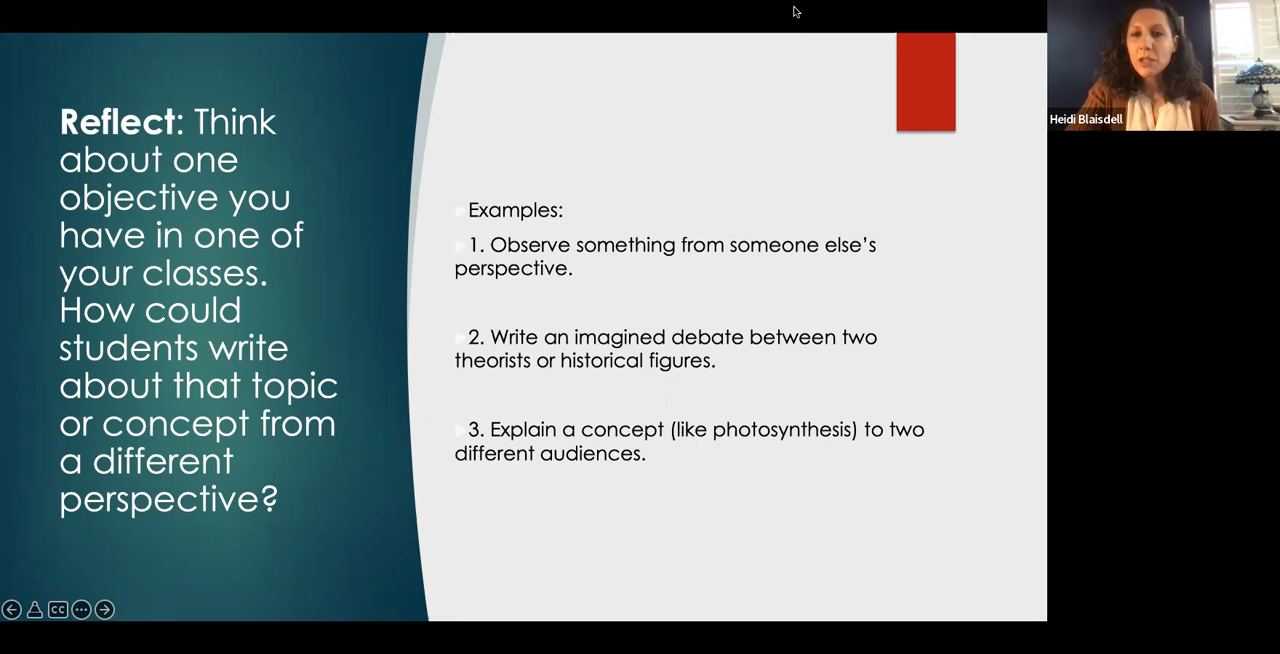 Reflect: Think
about one
objective you
have in one of
your classes.
How could
students write
about that topic
or concept from
a different
perspective?
Examples:
1. Observe something from someone else's
perspective.
2. Write an imagined debate between two
theorists or historical figures.
3. Explain a concept (like photosynthesis) to two
different audiences.
Heidi Blaisdell
CC